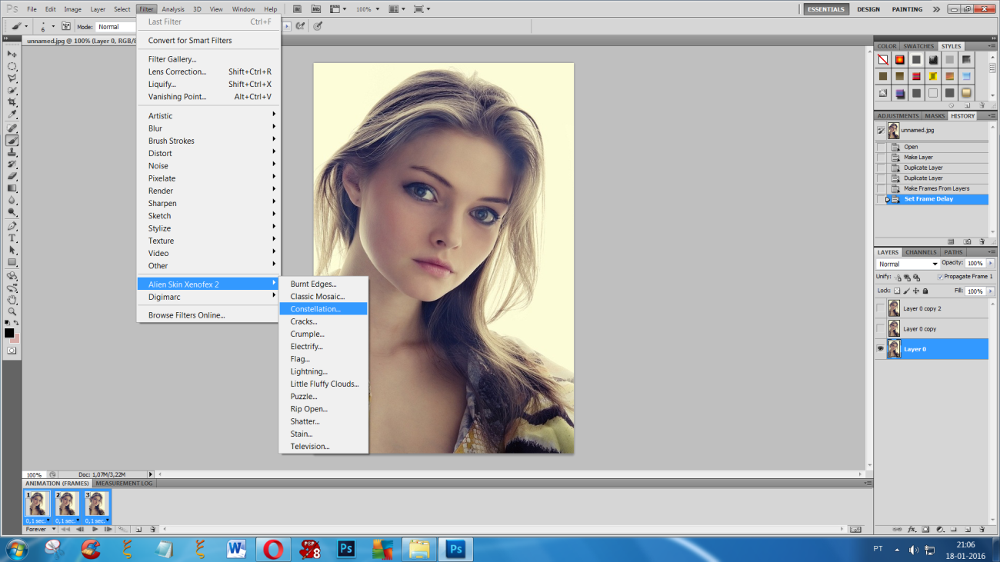 Ps File Edit Image Layer Select Filter Analysis 3D View Window Help Br Mb 100% ESSENTIALS DESIGN PAINTING
6 Mode: Normal
unnamed.jpg @ 100% (Layer 0, RGB/8
Last Filter Ctrl+F
Convert for Smart Filters
Filter Gallery...
Lens Correction... Shift+Ctrl+R
Liquify... Shift+Ctrl+X
Vanishing Point... Alt+Ctrl+V
Artistic
Blur
Brush Strokes
Distort
Noise
Pixelate
Render
Sharpen
Sketch
Stylize
Texture
Video
Other
Alien Skin Xenofex 2
Digimarc
Browse Filters Online...
Burnt Edges...
Classic Mosaic...
Constellation...
Cracks...
Crumple...
Electrify...
Flag...
Lightning...
Little Fluffy Clouds...
Puzzle...
Rip Open...
Shatter...
Stain...
Television...
COLOR SWATCHES STYLES
ADJUSTMENTS MASKS HISTORY
unnamed.jpg
Open
Make Layer
Duplicate Layer
Duplicate Layer
Make Frames From Layers
Set Frame Delay
LAYERS CHANNELS PATHS
Normal Opacity: 100%
Unify: Propagate Frame 1
Lock: Fill: 100%
Layer 0 copy 2
Layer 0 copy
Layer 0
100% Doc: 1,07M/3,22M
ANIMATION (FRAMES) MEASUREMENT LOG
1 2 3
0,1 sec. 0,1 sec. 0,1 sec.
Forever
W PSP 8 Ps Ps PT 21:06
18-01-2016